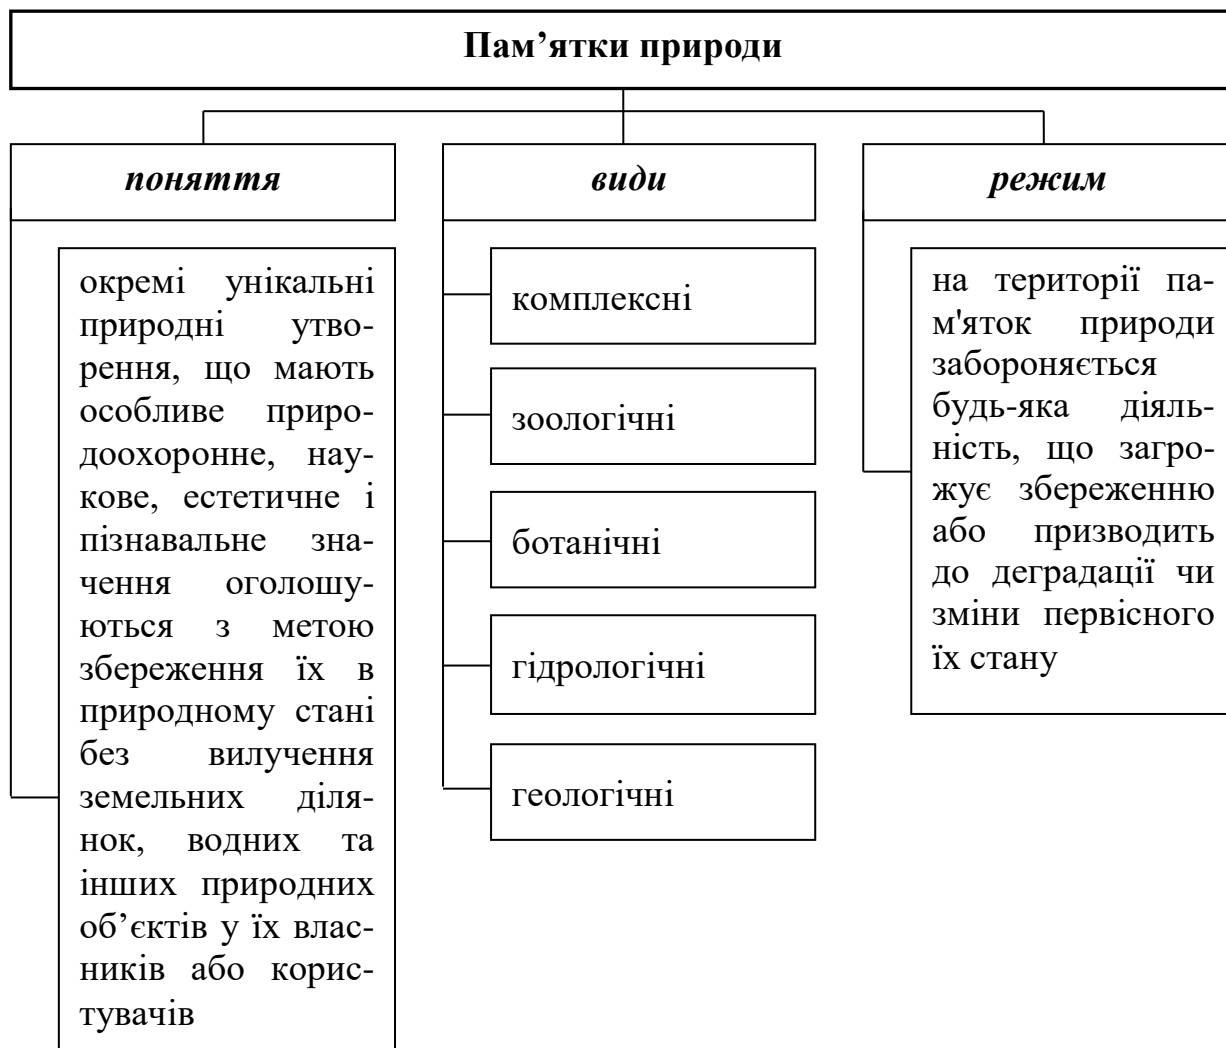 Пам’ятки природи
поняття
окремі унікальні
природні утво-
рення, що мають
особливе приро-
доохоронне, нау-
кове, естетичне і
пізнавальне зна-
чення оголошу-
ються з метою
збереження їх в
природному стані
без вилучення
земельних діля-
нок, водних та
інших природних
об’єктів у їх влас-
ників або корис-
тувачів
види
комплексні
зоологічні
ботанічні
гідрологічні
геологічні
режим
на території па-
м'яток природи
забороняється
будь-яка діяль-
ність, що загро-
жує збереженню
або призводить
до деградації чи
зміни первісного
їх стану